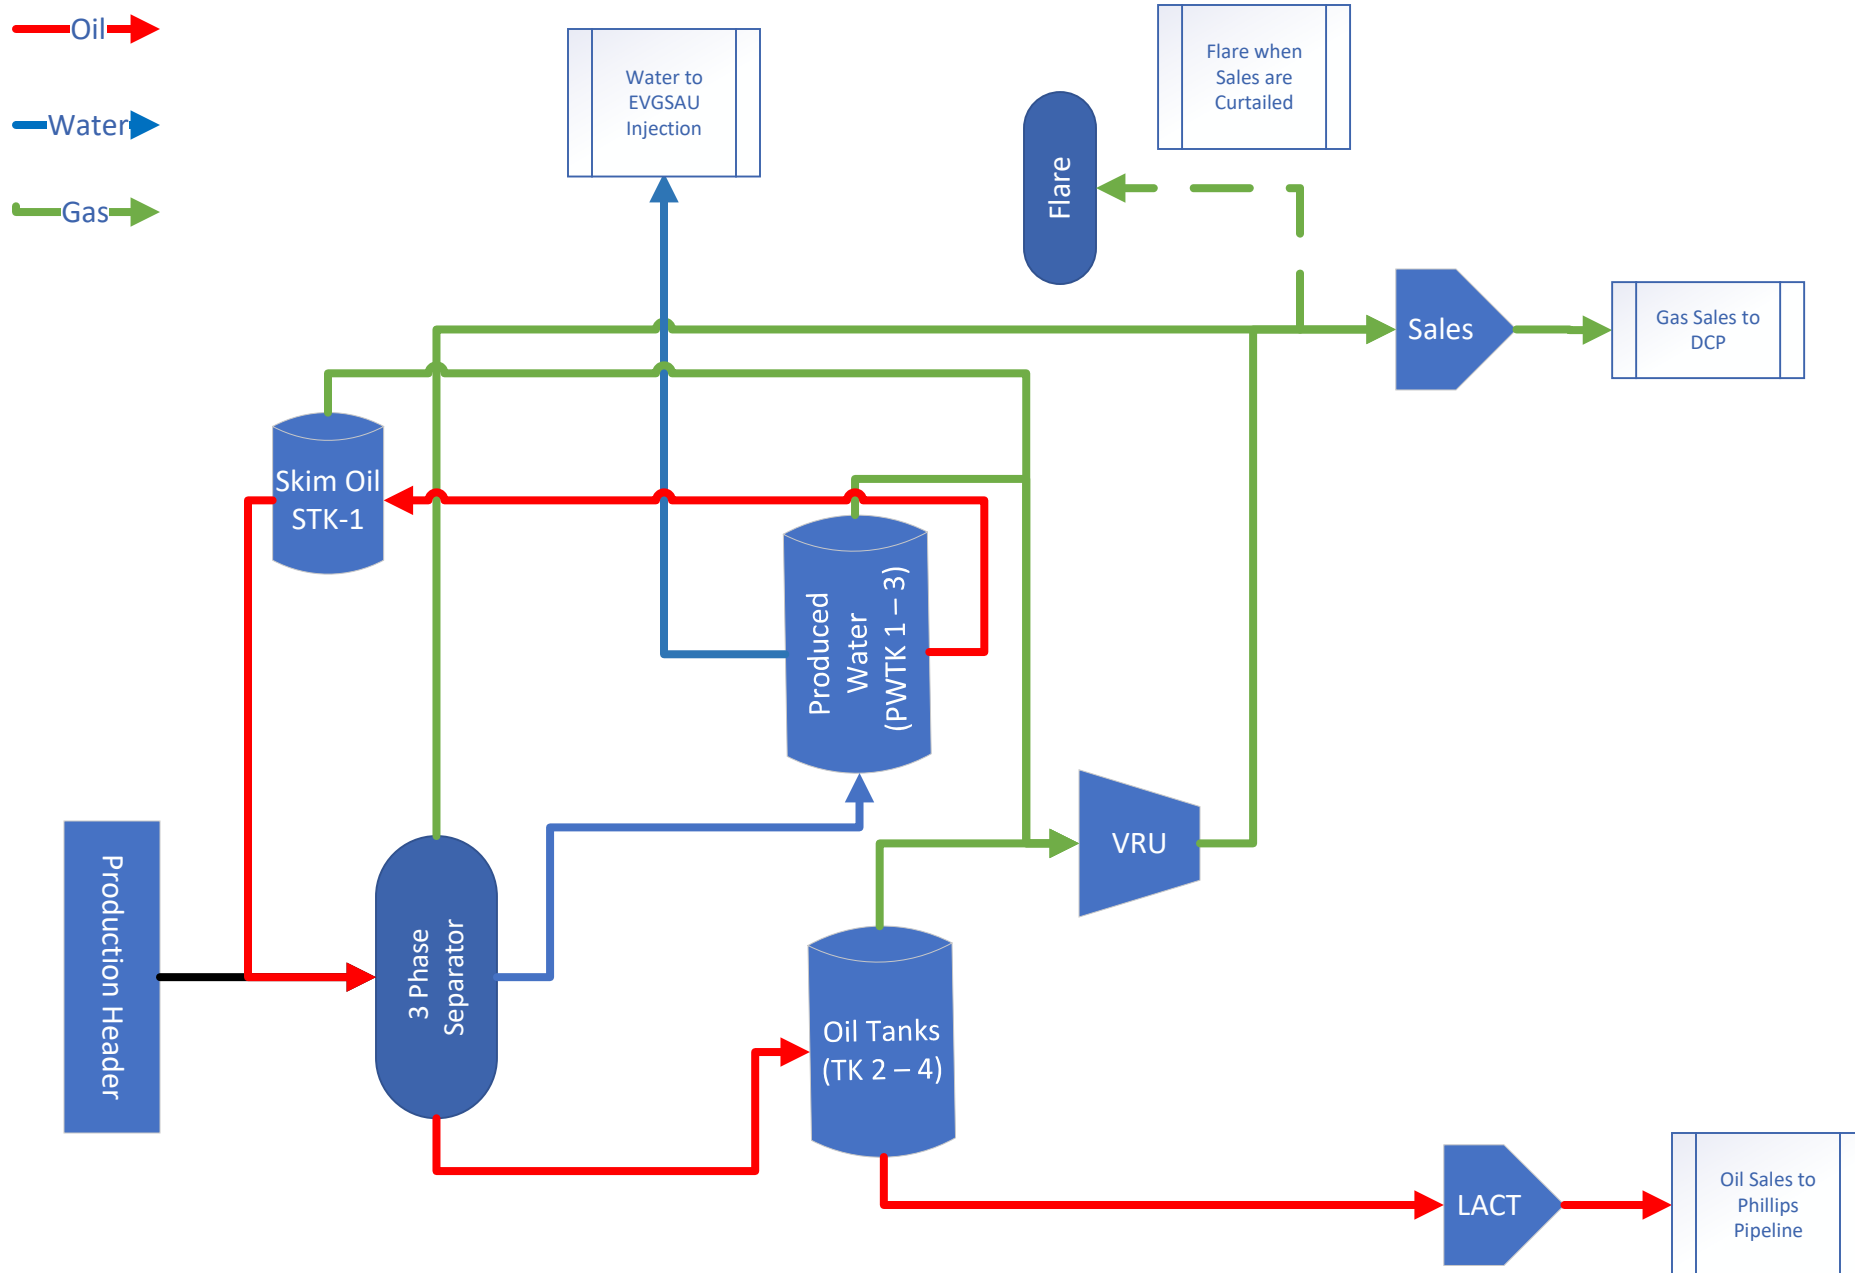 Oil
Water
Gas
Water to
EVGSAU
Injection
Flare when
Sales are
Curtailed
Flare
Sales
Gas Sales to
DCP
Skim Oil
STK-1
Produced
Water
(PWTK 1 – 3)
VRU
Production Header
3 Phase
Separator
Oil Tanks
(TK 2 – 4)
LACT
Oil Sales to
Phillips
Pipeline